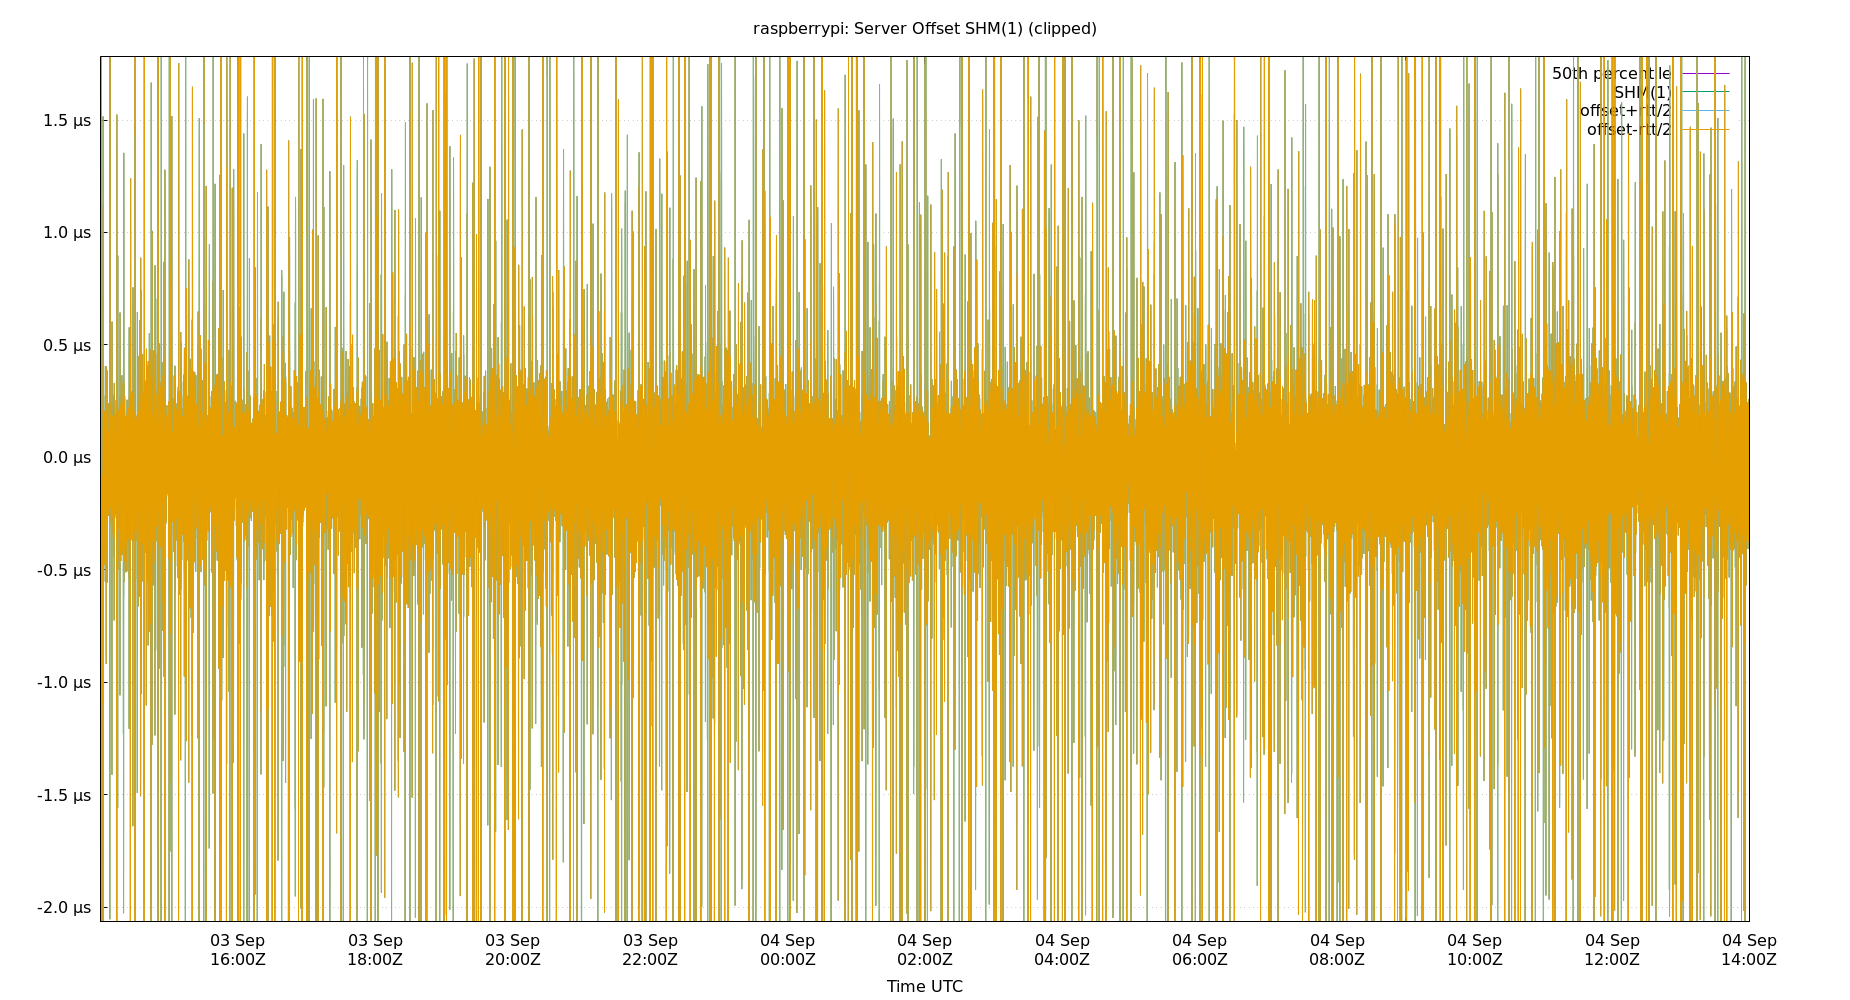 raspberrypi: Server Offset SHM(1) (clipped)
50th percentile
SHM(1)
offset+rtt/2
offset-rtt/2
1.5 µs
1.0 µs
0.5 µs
0.0 µs
-0.5 µs
-1.0 µs
-1.5 µs
-2.0 µs
03 Sep 03 Sep 03 Sep 03 Sep 04 Sep 04 Sep 04 Sep 04 Sep 04 Sep 04 Sep 04 Sep 04 Sep
16:00Z 18:00Z 20:00Z 22:00Z 00:00Z 02:00Z 04:00Z 06:00Z 08:00Z 10:00Z 12:00Z 14:00Z
Time UTC